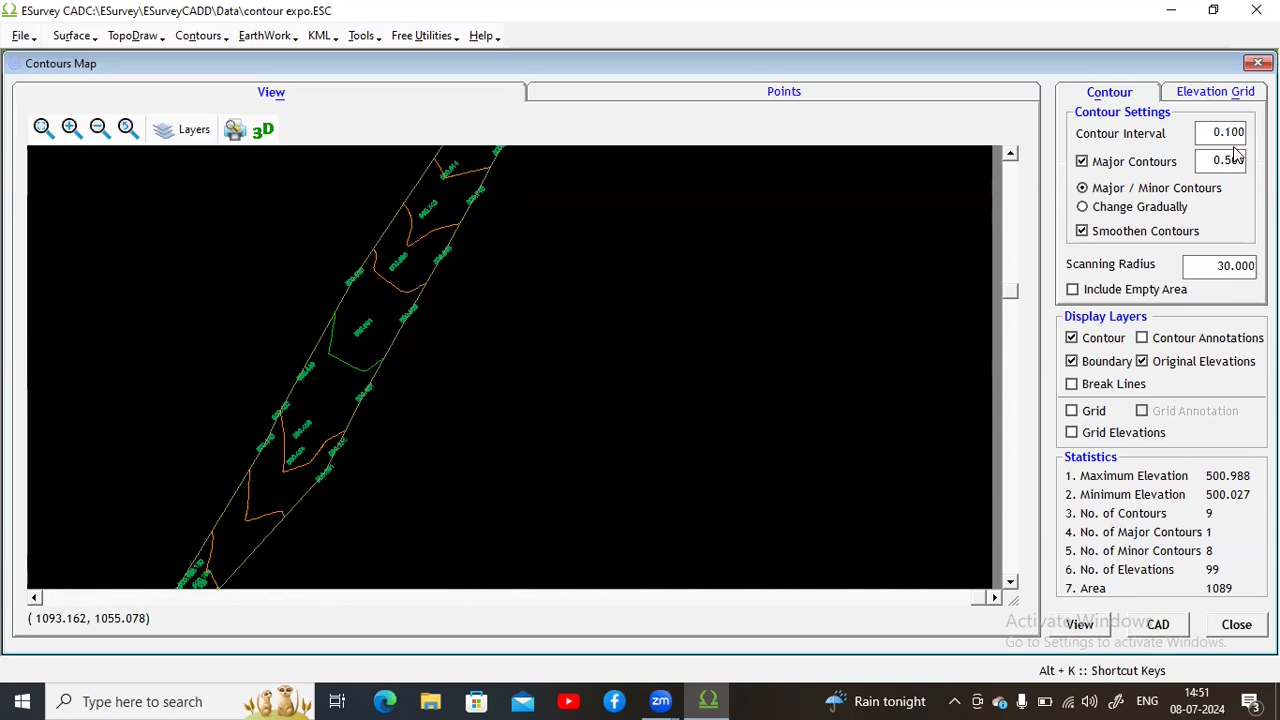 ESurvey CADC:\ESurvey\ESurveyCADD\Data\contour expo.ESC
File Surface TopoDraw Contours EarthWork KML Tools Free Utilities Help
Contours Map
View Points Contour Elevation Grid
Layers 3D
Contour Settings
Contour Interval 0.100
Major Contours
Major / Minor Contours
Change Gradually
Smoothen Contours
Scanning Radius 30.000
Include Empty Area
Display Layers
Contour Contour Annotations
Boundary Original Elevations
Break Lines
Grid Grid Annotation
Grid Elevations
Statistics
1. Maximum Elevation 500.988
2. Minimum Elevation 500.027
3. No. of Contours 9
4. No. of Major Contours 1
5. No. of Minor Contours 8
6. No. of Elevations 99
7. Area 1089
( 1093.162, 1055.078)
View CAD Close
Activate Windows
Go to Settings to activate Windows.
Alt + K :: Shortcut Keys
Type here to search
zm
Rain tonight
ENG
14:51
08-07-2024
3